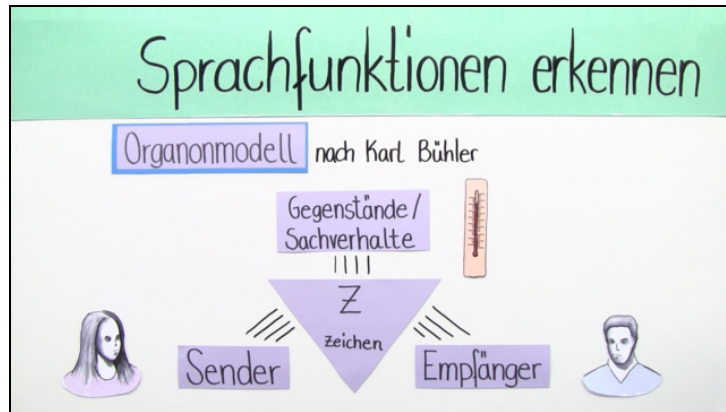 Sprachfunktionen erkennen
Organonmodell nach Karl Bühler
Gegenstände/
Sachverhalte
Z
zeichen
Sender
Empfänger